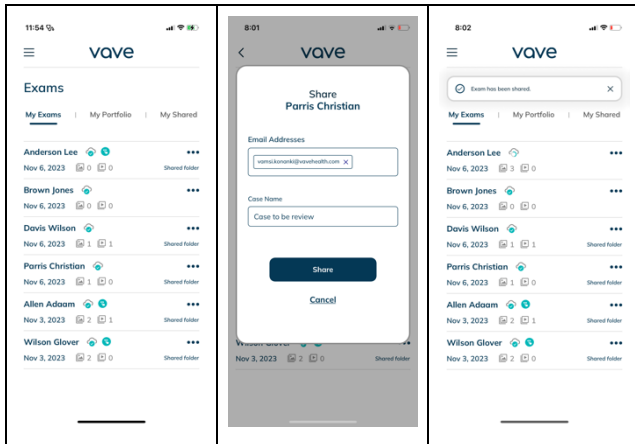 11:54
vave
Exams
My Exams | My Portfolio | My Shared
Anderson Lee
Nov 6, 2023 0 0 Shared folder
Brown Jones
Nov 6, 2023 0 0
Davis Wilson
Nov 6, 2023 1 1 Shared folder
Parris Christian
Nov 6, 2023 1 0 Shared folder
Allen Adaam
Nov 3, 2023 2 1 Shared folder
Wilson Glover
Nov 3, 2023 2 0 Shared folder
8:01
vave
Share
Parris Christian
Email Addresses
vamsi.konanki@vavehealth.com X
Case Name
Case to be review
Share
Cancel
Wilson Glover
Nov 3, 2023 2 0 Shared folder
8:02
vave
Exam has been shared. X
My Exams | My Portfolio | My Shared
Anderson Lee
Nov 6, 2023 3 0 Shared folder
Brown Jones
Nov 6, 2023 0 0
Davis Wilson
Nov 6, 2023 1 1 Shared folder
Parris Christian
Nov 6, 2023 1 0 Shared folder
Allen Adaam
Nov 3, 2023 2 1 Shared folder
Wilson Glover
Nov 3, 2023 2 0 Shared folder